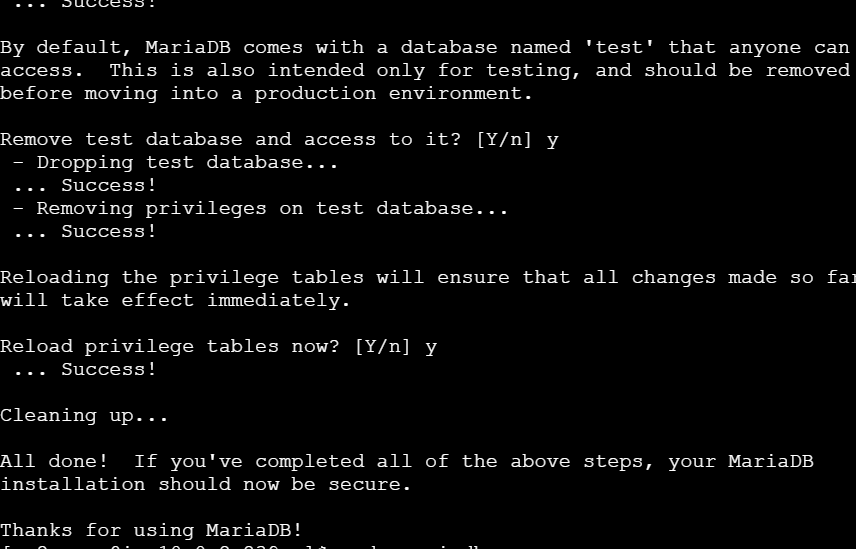 ... Success!
By default, MariaDB comes with a database named 'test' that anyone can
access.  This is also intended only for testing, and should be removed
before moving into a production environment.
Remove test database and access to it? [Y/n] y
- Dropping test database...
... Success!
- Removing privileges on test database...
... Success!
Reloading the privilege tables will ensure that all changes made so far
will take effect immediately.
Reload privilege tables now? [Y/n] y
... Success!
Cleaning up...
All done!  If you've completed all of the above steps, your MariaDB
installation should now be secure.
Thanks for using MariaDB!